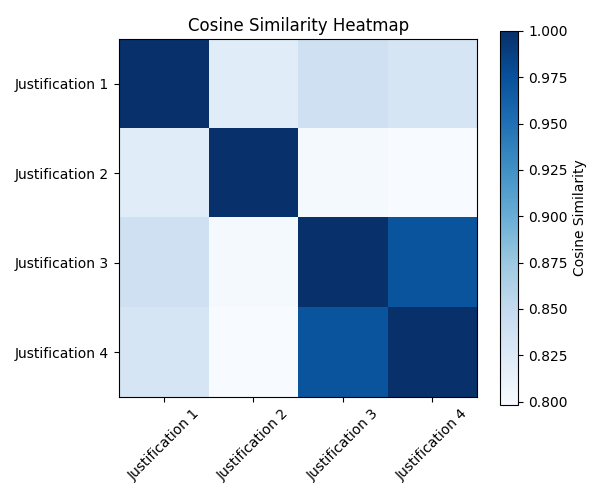 Cosine Similarity Heatmap
Justification 1
Justification 2
Justification 3
Justification 4
Justification 1
Justification 2
Justification 3
Justification 4
1.000
0.975
0.950
0.925
0.900
0.875
0.850
0.825
0.800
Cosine Similarity